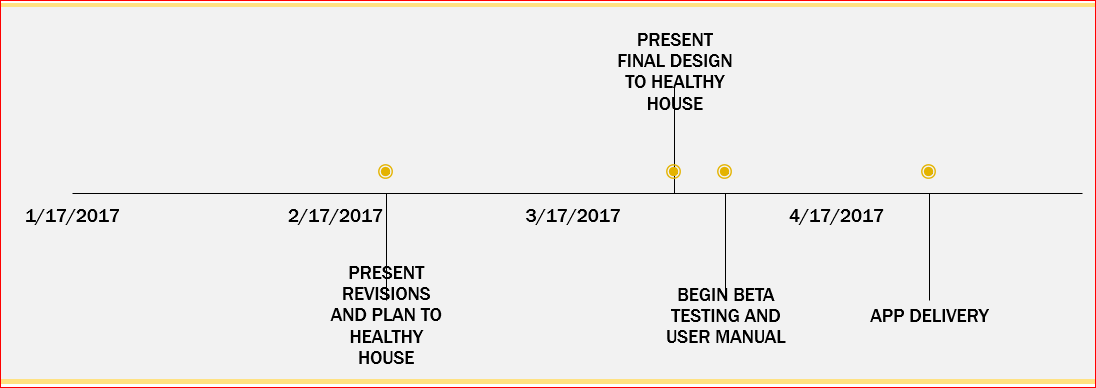 PRESENT
FINAL DESIGN
TO HEALTHY
HOUSE
1/17/2017
2/17/2017
3/17/2017
4/17/2017
PRESENT
REVISIONS
AND PLAN TO
HEALTHY
HOUSE
BEGIN BETA
TESTING AND
USER MANUAL
APP DELIVERY